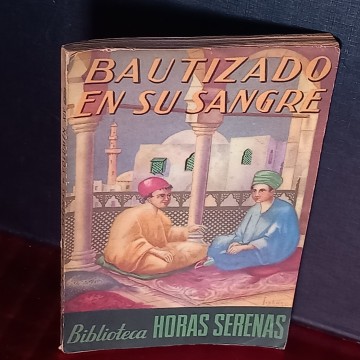 BAUTIZADO
EN SU SANGRE
Biblioteca HORAS SERENAS